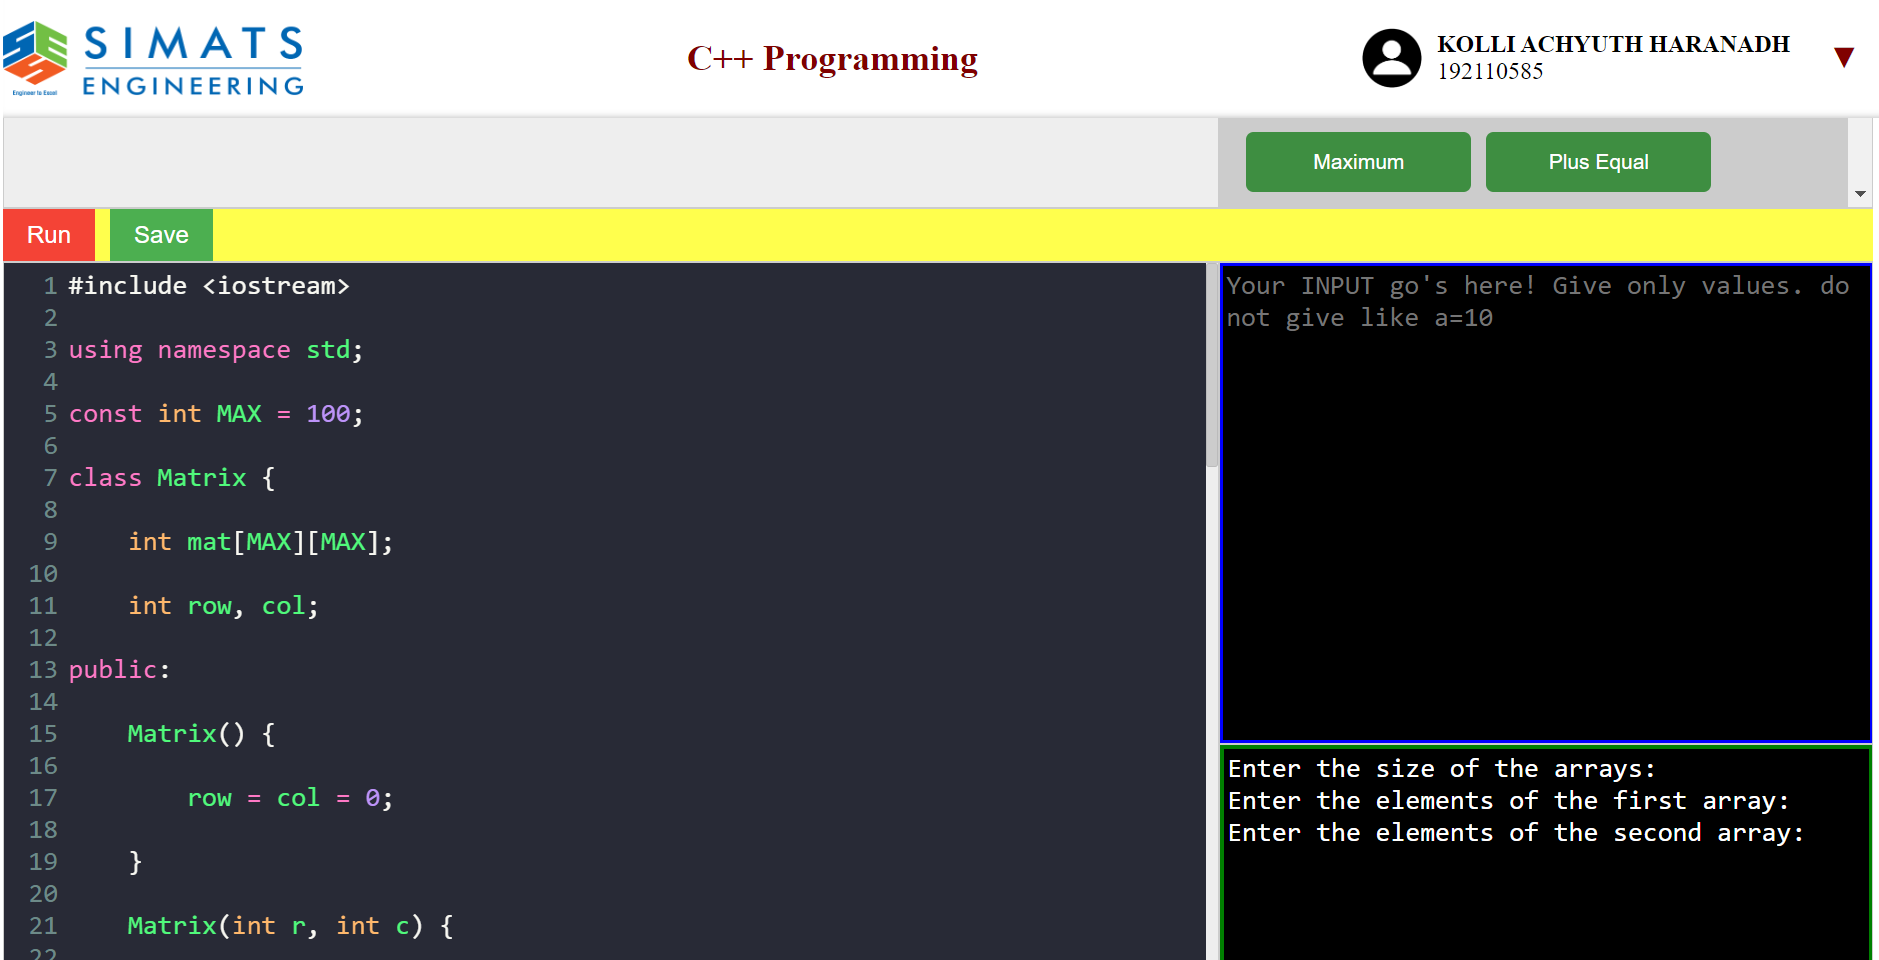 SIMATS
ENGINEERING
Engineer to Excel
C++ Programming
KOLLI ACHYUTH HARANADH
192110585
Maximum
Plus Equal
Run
Save
1 #include <iostream>
2
3 using namespace std;
4
5 const int MAX = 100;
6
7 class Matrix {
8
9     int mat[MAX][MAX];
10
11     int row, col;
12
13 public:
14
15     Matrix() {
16
17         row = col = 0;
18
19     }
20
21     Matrix(int r, int c) {
22
Your INPUT go's here! Give only values. do
not give like a=10
Enter the size of the arrays:
Enter the elements of the first array:
Enter the elements of the second array: